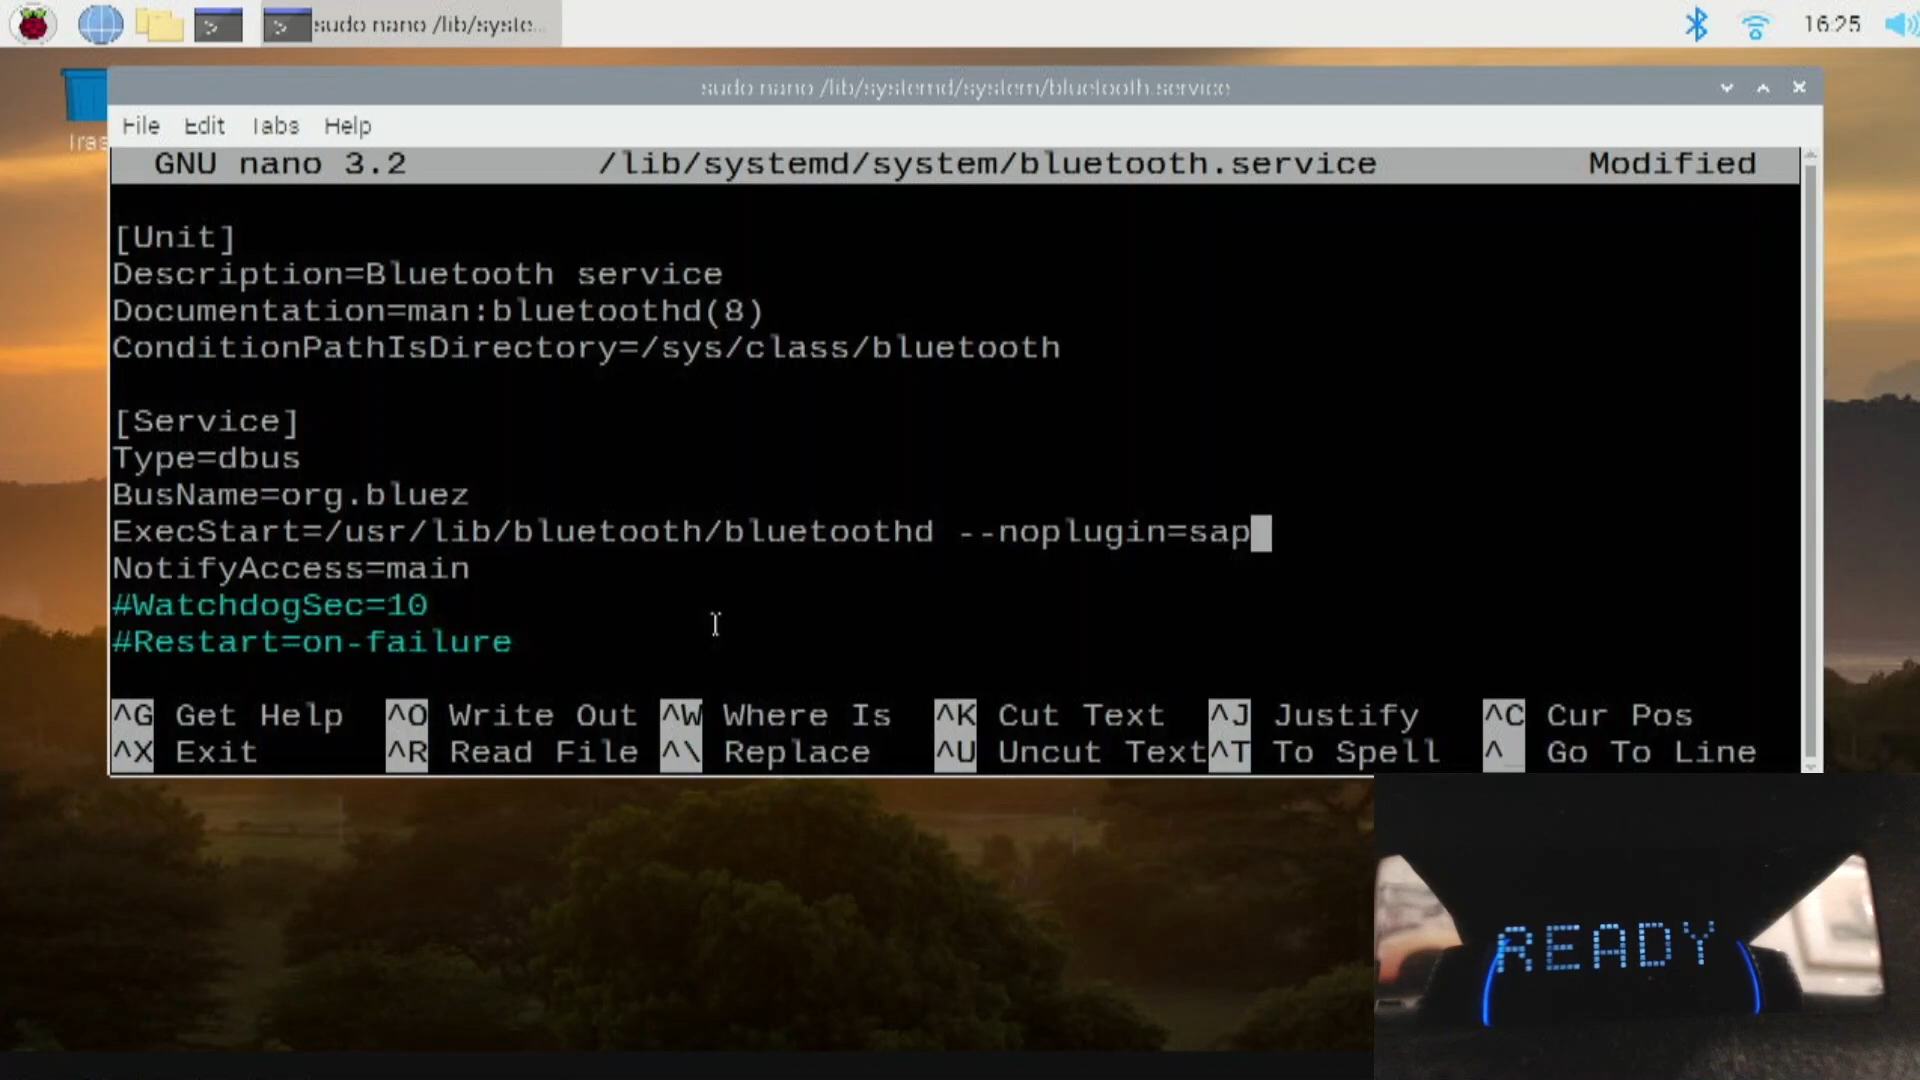 sudo nano /lib/syste...
16:25
sudo nano /lib/systemd/system/bluetooth.service
File Edit Tabs Help
GNU nano 3.2 /lib/systemd/system/bluetooth.service Modified
[Unit]
Description=Bluetooth service
Documentation=man:bluetoothd(8)
ConditionPathIsDirectory=/sys/class/bluetooth
[Service]
Type=dbus
BusName=org.bluez
ExecStart=/usr/lib/bluetooth/bluetoothd --noplugin=sap
NotifyAccess=main
#WatchdogSec=10
#Restart=on-failure
^G Get Help ^O Write Out ^W Where Is ^K Cut Text ^J Justify ^C Cur Pos
^X Exit ^R Read File ^\ Replace ^U Uncut Text ^T To Spell ^_ Go To Line
READY